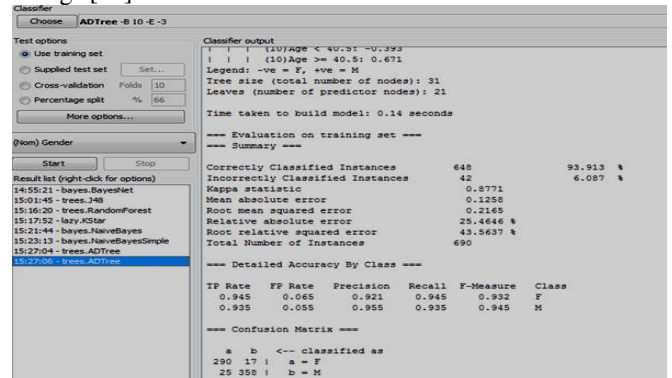 Classifier
Choose ADTree -B 10 -E -3
Test options
Use training set
Supplied test set Set...
Cross-validation Folds 10
Percentage split % 66
More options...
(Nom) Gender
Start Stop
Result list (right-click for options)
14:55:21 - bayes.BayesNet
15:01:45 - trees.J48
15:16:20 - trees.RandomForest
15:17:52 - lazy.KStar
15:21:44 - bayes.NaiveBayes
15:23:13 - bayes.NaiveBayesSimple
15:27:04 - trees.ADTree
15:27:06 - trees.ADTree
Classifier output
| | | (10)Age < 40.5: -0.393
| | | (10)Age >= 40.5: 0.671
Legend: -ve = F, +ve = M
Tree size (total number of nodes): 31
Leaves (number of predictor nodes): 21
Time taken to build model: 0.14 seconds
=== Evaluation on training set ===
=== Summary ===
Correctly Classified Instances 648 93.913 %
Incorrectly Classified Instances 42 6.087 %
Kappa statistic 0.8771
Mean absolute error 0.1258
Root mean squared error 0.2165
Relative absolute error 25.4646 %
Root relative squared error 43.5637 %
Total Number of Instances 690
=== Detailed Accuracy By Class ===
TP Rate FP Rate Precision Recall F-Measure Class
0.945 0.065 0.921 0.945 0.932 F
0.935 0.055 0.955 0.935 0.945 M
=== Confusion Matrix ===
a b <-- classified as
290 17 | a = F
25 358 | b = M